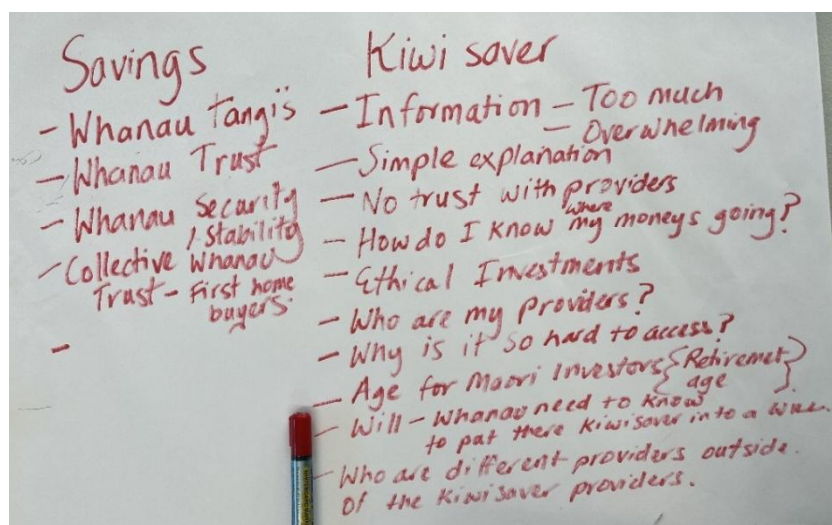 Savings
- Whanau Tangi's
- Whanau Trust
- Whanau Security
/ Stability
- Collective Whanau
Trust - First home
buyers.
-
Kiwi saver
- Information - Too much
- Overwhelming
- Simple explanation
- No trust with providers
- How do I know where my moneys going?
- Ethical Investments
- Who are my Providers?
- Why is it so hard to access?
- Age for Maori Investors {Retiremet
age}
- Will - Whanau need to know
to put there Kiwisaver into a will.
- Who are different providers outside.
of the Kiwisaver providers.